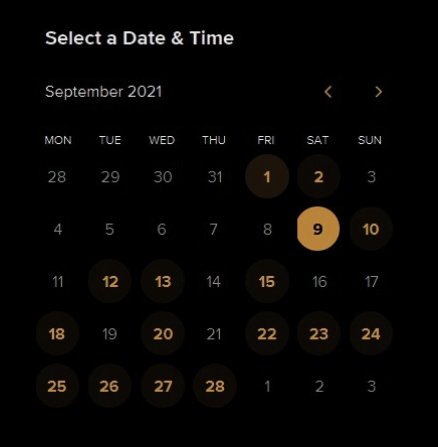 Select a Date & Time
September 2021
MON TUE WED THU FRI SAT SUN
28 29 30 31 1 2 3
4 5 6 7 8 9 10
11 12 13 14 15 16 17
18 19 20 21 22 23 24
25 26 27 28 1 2 3